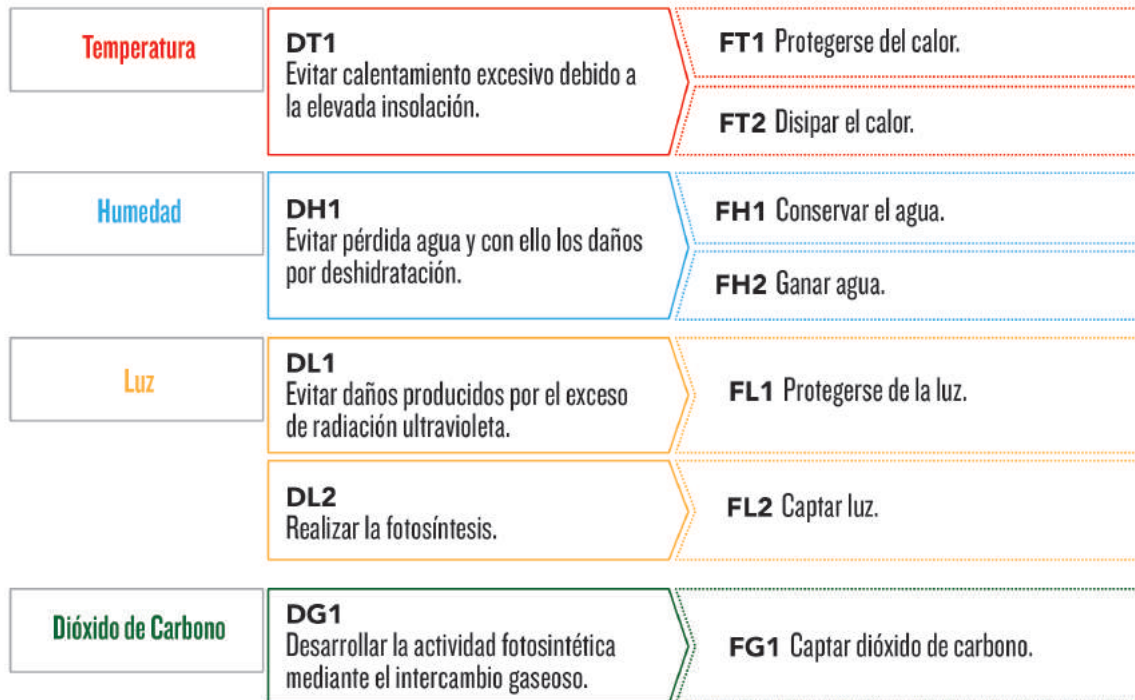 Temperatura
DT1
Evitar calentamiento excesivo debido a
la elevada insolación.
FT1 Protegerse del calor.
FT2 Disipar el calor.
Humedad
DH1
Evitar pérdida agua y con ello los daños
por deshidratación.
FH1 Conservar el agua.
FH2 Ganar agua.
Luz
DL1
Evitar daños producidos por el exceso
de radiación ultravioleta.
FL1 Protegerse de la luz.
DL2
Realizar la fotosíntesis.
FL2 Captar luz.
Dióxido de Carbono
DG1
Desarrollar la actividad fotosintética
mediante el intercambio gaseoso.
FG1 Captar dióxido de carbono.